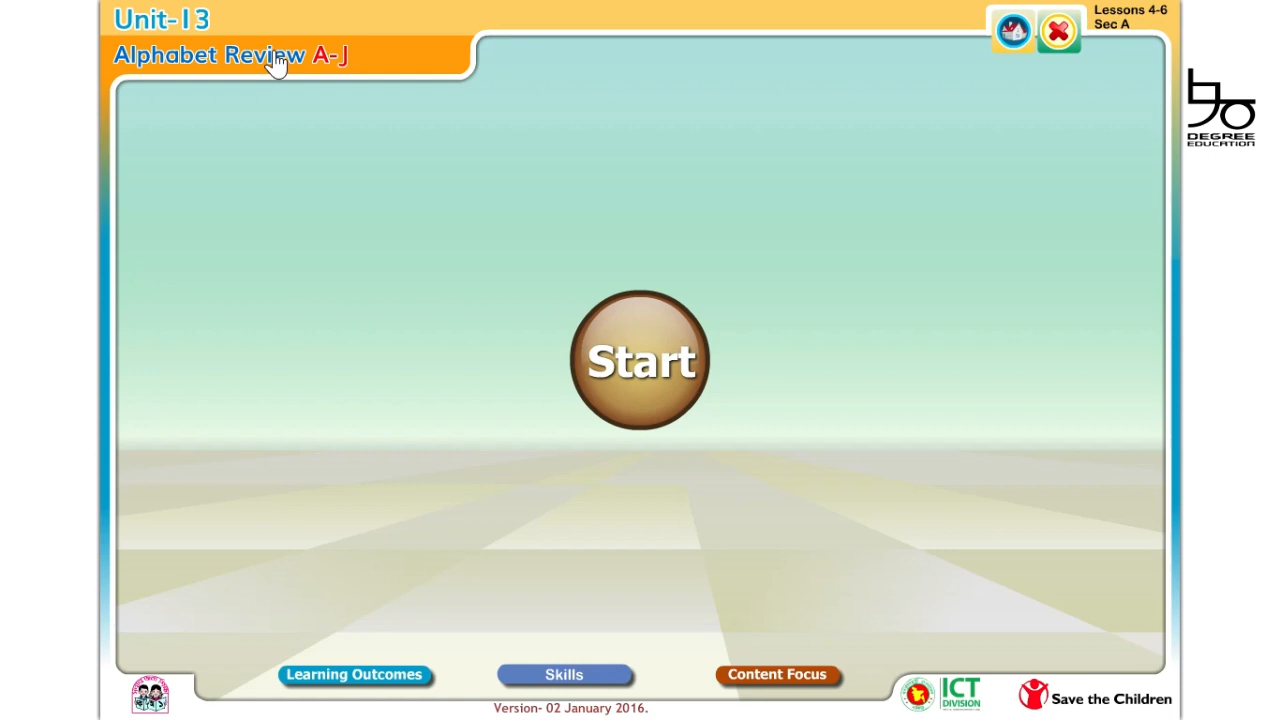 Unit-13
Alphabet Review A-J
Lessons 4-6
Sec A
DEGREE
EDUCATION
Start
Learning Outcomes
Skills
Content Focus
Version- 02 January 2016.
ICT
DIVISION
Save the Children